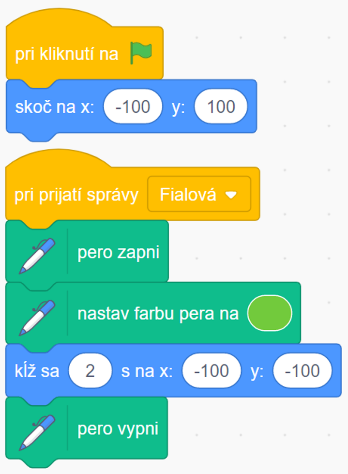 pri kliknutí na
skoč na x: -100 y: 100
pri prijatí správy Fialová
pero zapni
nastav farbu pera na
kĺž sa 2 s na x: -100 y: -100
pero vypni